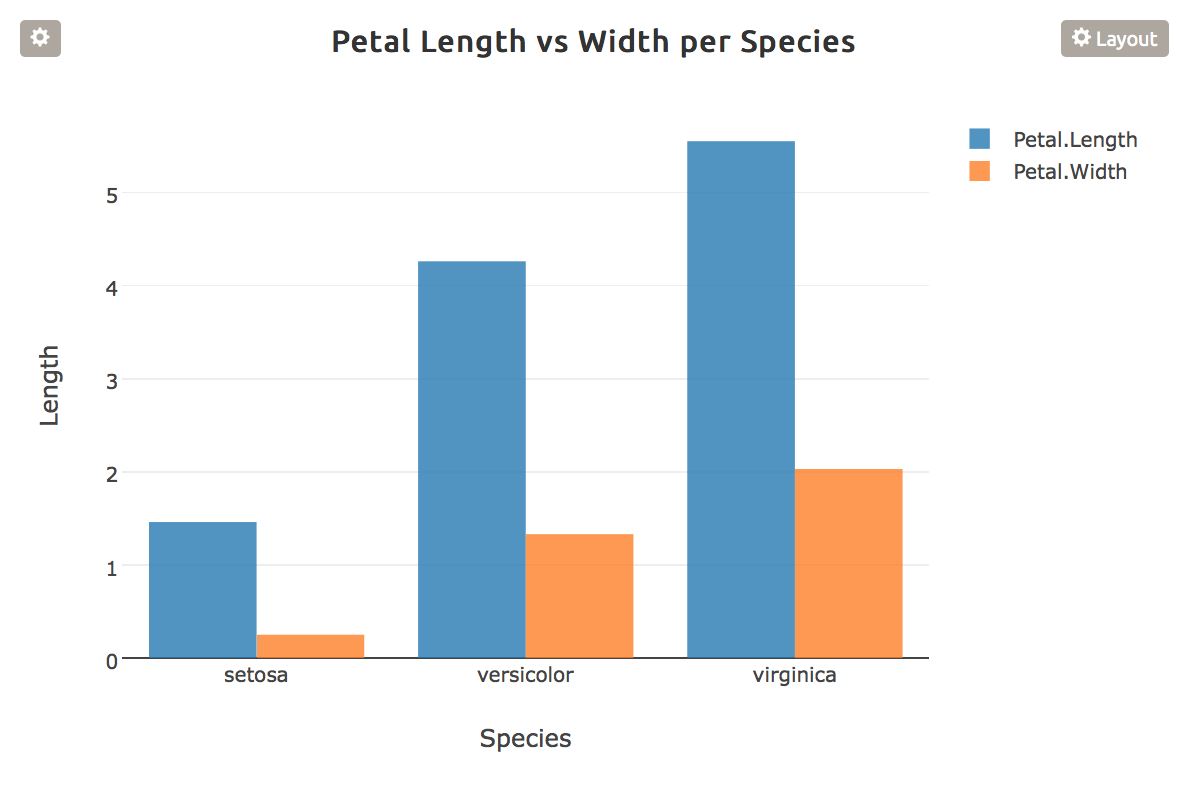 Petal Length vs Width per Species
Layout
Petal.Length
Petal.Width
5
4
3
2
1
0
Length
setosa versicolor virginica
Species